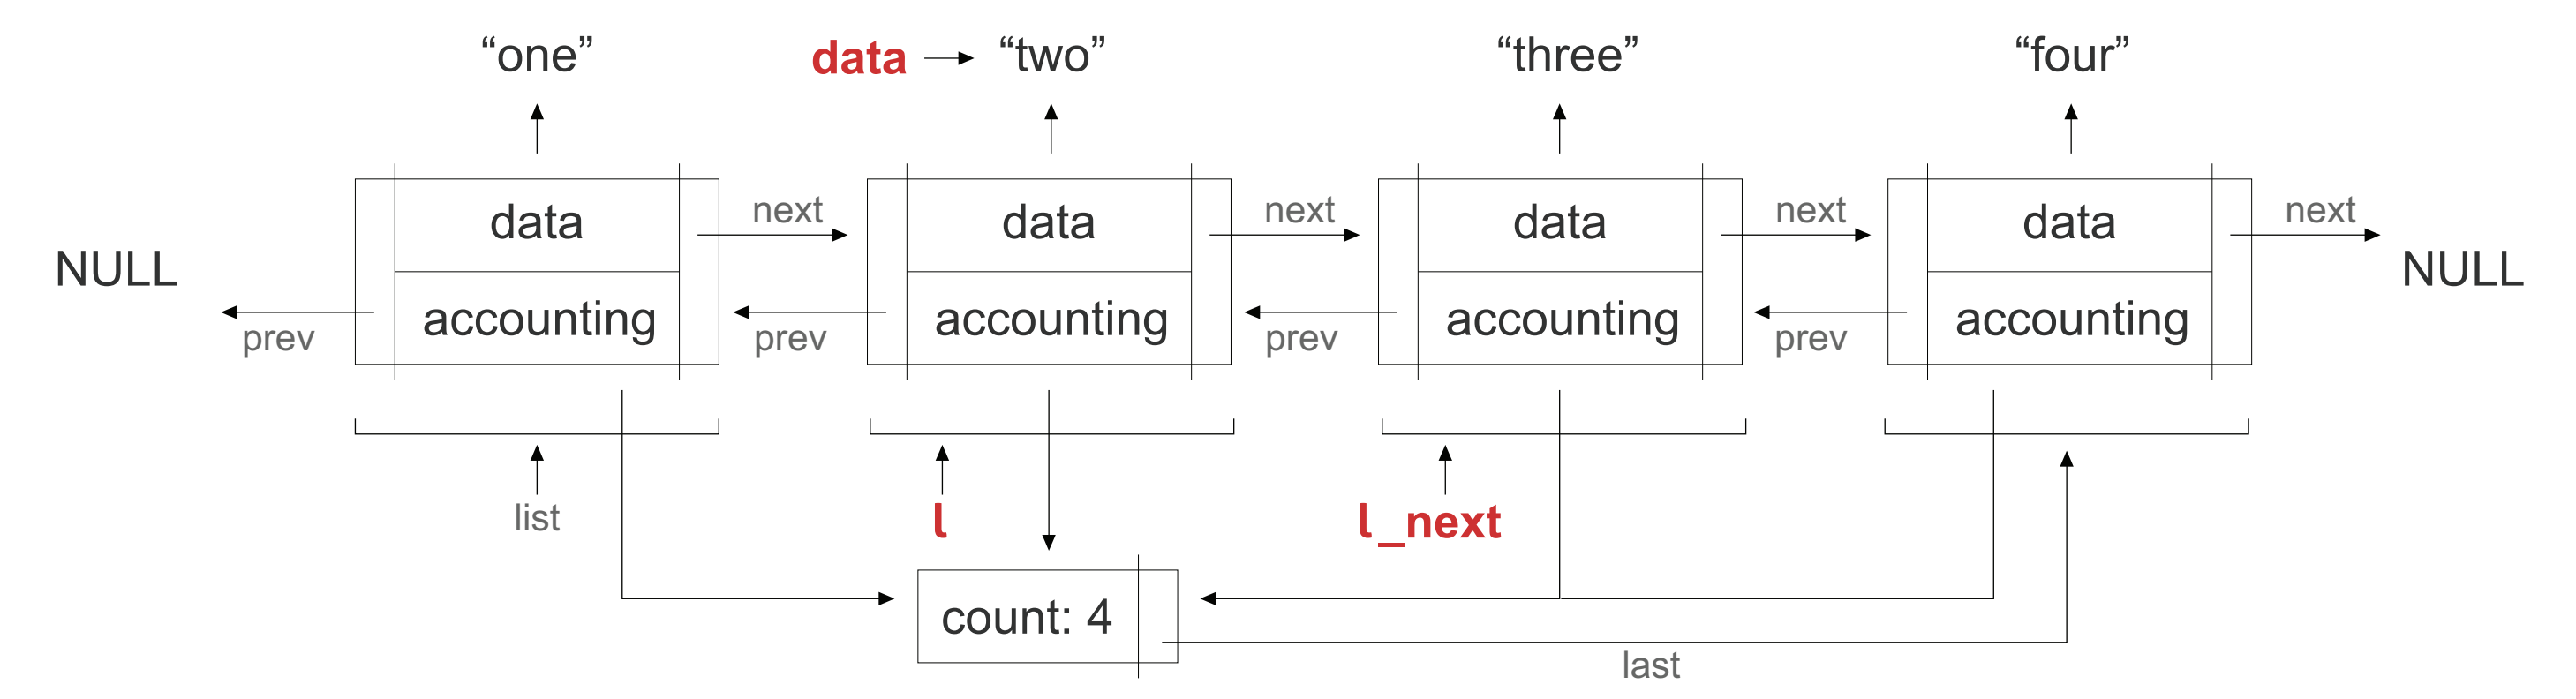 “one” data “two” “three” “four”
data next data next data next data next
NULL NULL
accounting accounting accounting accounting
prev prev prev prev
list l l_next
count: 4
last